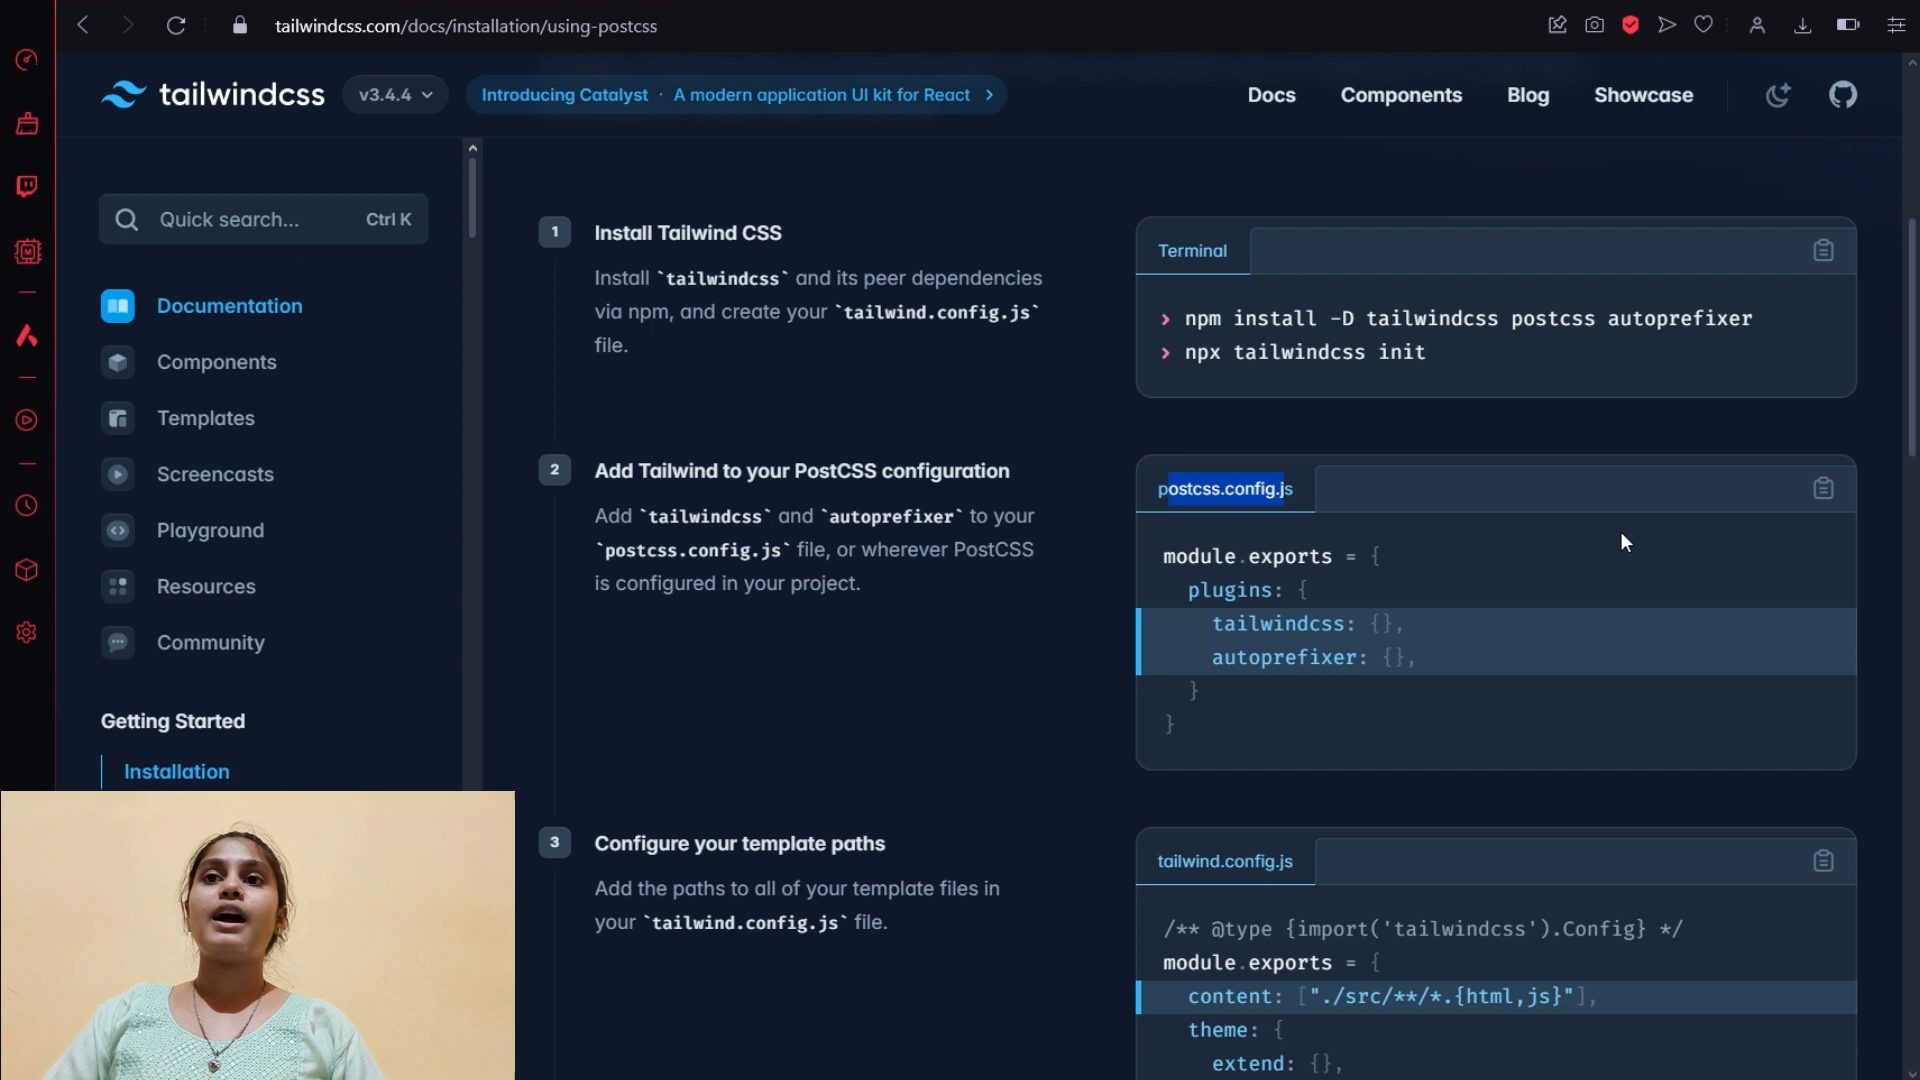 tailwindcss.com/docs/installation/using-postcss
tailwindcss
v3.4.4
Introducing Catalyst · A modern application UI kit for React
Docs
Components
Blog
Showcase
Quick search...
Ctrl K
Documentation
Components
Templates
Screencasts
Playground
Resources
Community
Getting Started
Installation
1
Install Tailwind CSS
Install `tailwindcss` and its peer dependencies
via npm, and create your `tailwind.config.js`
file.
Terminal
> npm install -D tailwindcss postcss autoprefixer
> npx tailwindcss init
2
Add Tailwind to your PostCSS configuration
Add `tailwindcss` and `autoprefixer` to your
`postcss.config.js` file, or wherever PostCSS
is configured in your project.
postcss.config.js
module.exports = {
plugins: {
tailwindcss: {},
autoprefixer: {},
}
}
3
Configure your template paths
Add the paths to all of your template files in
your `tailwind.config.js` file.
tailwind.config.js
/** @type {import('tailwindcss').Config} */
module.exports = {
content: ["./src/**/*.{html,js}"],
theme: {
extend: {},